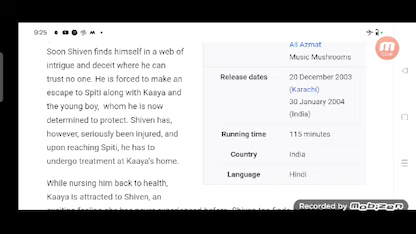 9:25
Soon Shiven finds himself in a web of
intrigue and deceit where he can
trust no one. He is forced to make an
escape to Spiti along with Kaaya and
the young boy, whom he is now
determined to protect. Shiven has,
however, seriously been injured, and
upon reaching Spiti, he has to
undergo treatment at Kaaya's home.
While nursing him back to health,
Kaaya is attracted to Shiven, an
Ali Azmat
Music Mushrooms
Release dates
20 December 2003
(Karachi)
30 January 2004
(India)
Running time
115 minutes
Country
India
Language
Hindi
Recorded by Mobizen